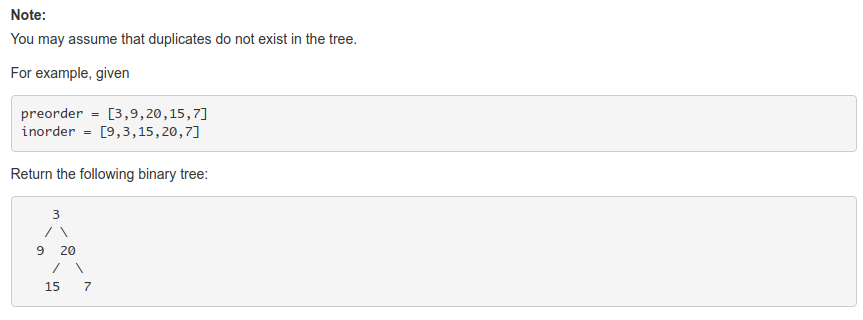 Note:
You may assume that duplicates do not exist in the tree.
For example, given
preorder = [3,9,20,15,7]
inorder = [9,3,15,20,7]
Return the following binary tree:
    3
   / \
  9  20
    /  \
   15   7